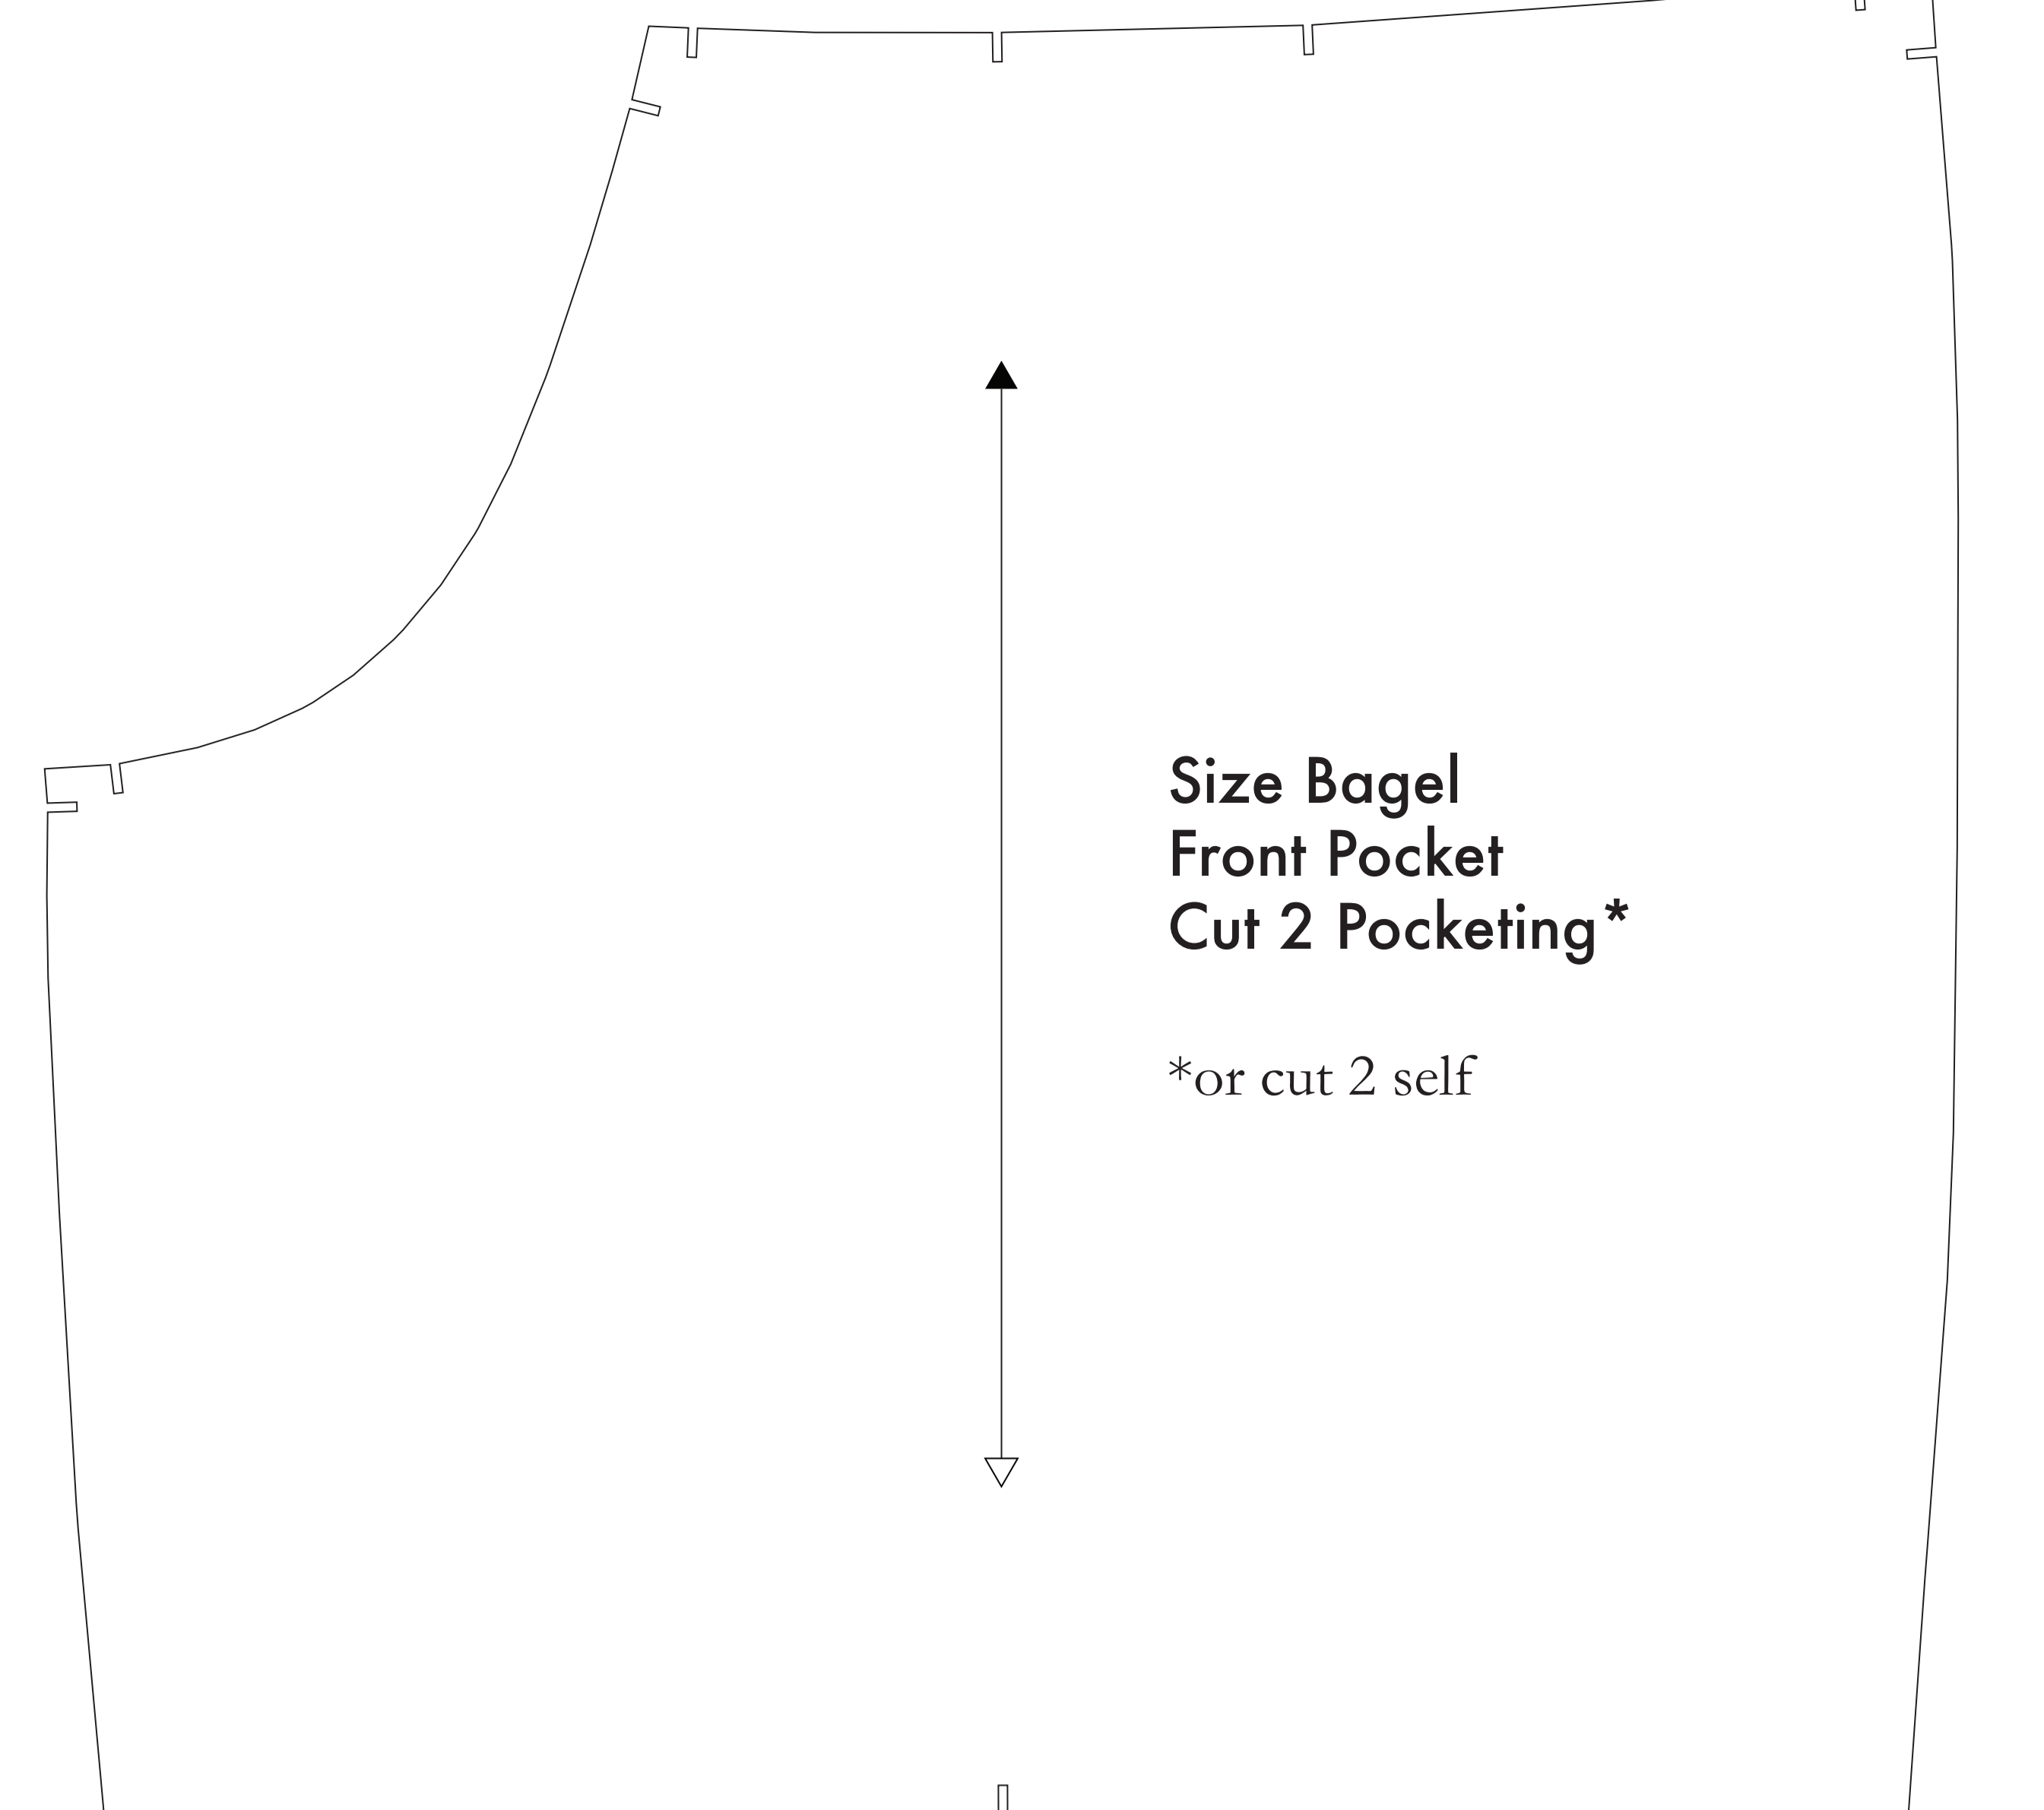 Size Bagel
Front Pocket
Cut 2 Pocketing*
*or cut 2 self